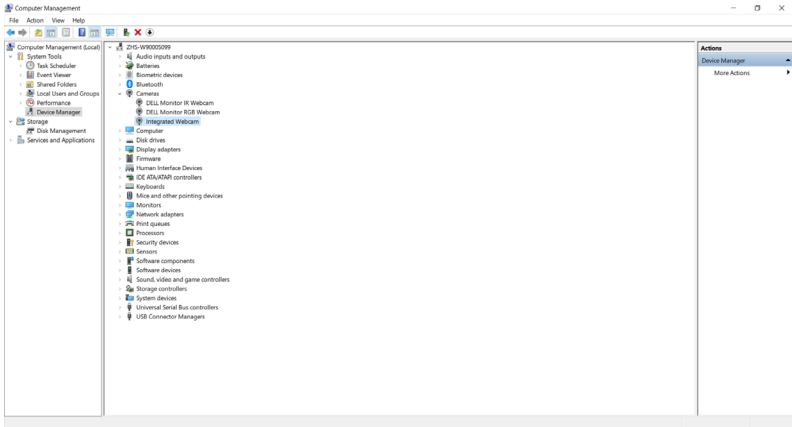 Computer Management
File Action View Help
Computer Management (Local)
System Tools
Task Scheduler
Event Viewer
Shared Folders
Local Users and Groups
Performance
Device Manager
Storage
Disk Management
Services and Applications
ZHS-W90005099
Audio inputs and outputs
Batteries
Biometric devices
Bluetooth
Cameras
DELL Monitor IR Webcam
DELL Monitor RGB Webcam
Integrated Webcam
Computer
Disk drives
Display adapters
Firmware
Human Interface Devices
IDE ATA/ATAPI controllers
Keyboards
Mice and other pointing devices
Monitors
Network adapters
Print queues
Processors
Security devices
Sensors
Software components
Software devices
Sound, video and game controllers
Storage controllers
System devices
Universal Serial Bus controllers
USB Connector Managers
Actions
Device Manager
More Actions